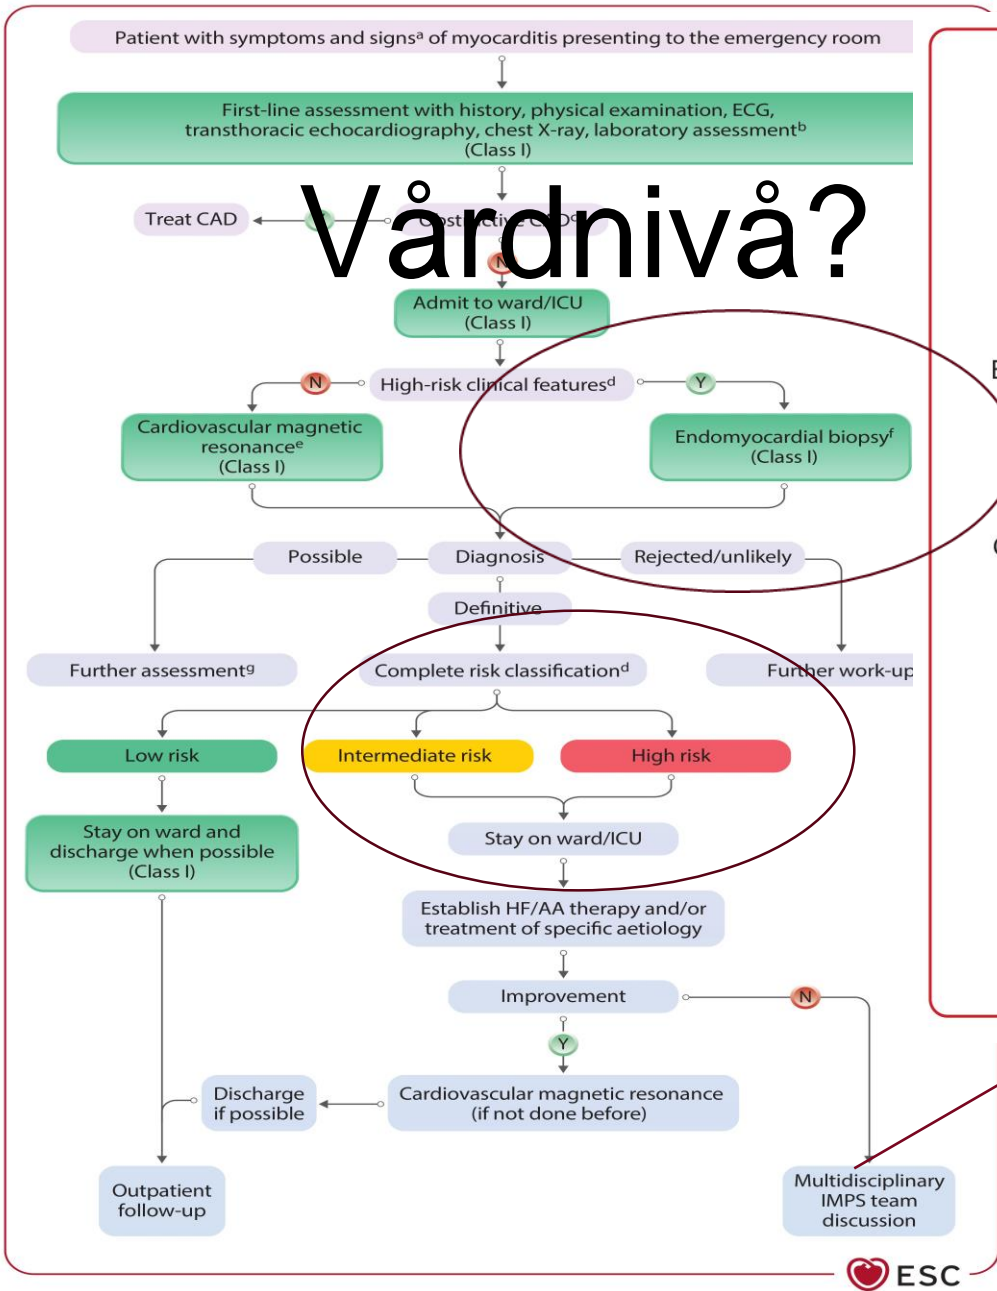 Patient with symptoms and signsᵃ of myocarditis presenting to the emergency room
First-line assessment with history, physical examination, ECG,
transthoracic echocardiography, chest X-ray, laboratory assessmentᵇ
(Class I)
Vårdnivå?
Treat CAD
Obstructive CADᶜ
N
Admit to ward/ICU
(Class I)
N
High-risk clinical featuresᵈ
Y
Cardiovascular magnetic
resonanceᵉ
(Class I)
Endomyocardial biopsyᶠ
(Class I)
Possible
Diagnosis
Rejected/unlikely
Definitive
Further assessmentᵍ
Complete risk classificationᵈ
Further work-up
Low risk
Intermediate risk
High risk
Stay on ward and
discharge when possible
(Class I)
Stay on ward/ICU
Establish HF/AA therapy and/or
treatment of specific aetiology
Improvement
N
Y
Discharge
if possible
Cardiovascular magnetic resonance
(if not done before)
Outpatient
follow-up
Multidisciplinary
IMPS team
discussion
ESC